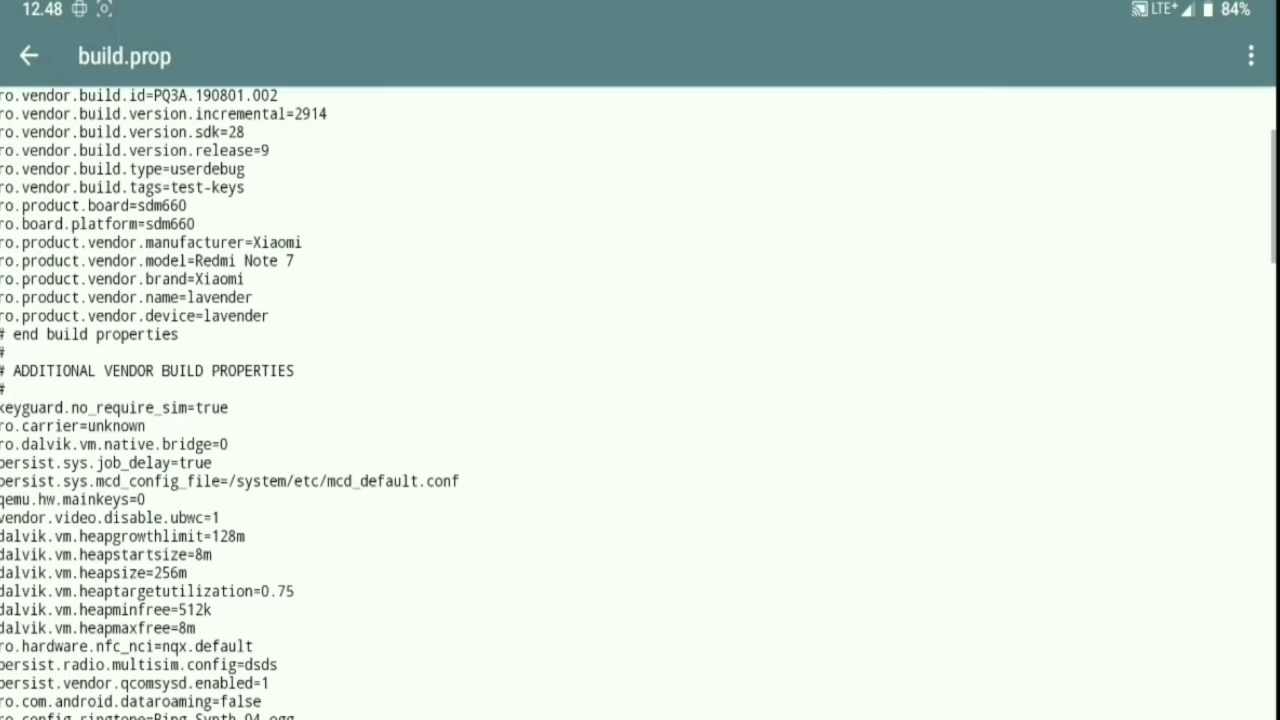 12.48 LTE+ 84%
build.prop
ro.vendor.build.id=PQ3A.190801.002
ro.vendor.build.version.incremental=2914
ro.vendor.build.version.sdk=28
ro.vendor.build.version.release=9
ro.vendor.build.type=userdebug
ro.vendor.build.tags=test-keys
ro.product.board=sdm660
ro.board.platform=sdm660
ro.product.vendor.manufacturer=Xiaomi
ro.product.vendor.model=Redmi Note 7
ro.product.vendor.brand=Xiaomi
ro.product.vendor.name=lavender
ro.product.vendor.device=lavender
# end build properties
#
# ADDITIONAL VENDOR BUILD PROPERTIES
#
keyguard.no_require_sim=true
ro.carrier=unknown
ro.dalvik.vm.native.bridge=0
persist.sys.job_delay=true
persist.sys.mcd_config_file=/system/etc/mcd_default.conf
qemu.hw.mainkeys=0
vendor.video.disable.ubwc=1
dalvik.vm.heapgrowthlimit=128m
dalvik.vm.heapstartsize=8m
dalvik.vm.heapsize=256m
dalvik.vm.heaptargetutilization=0.75
dalvik.vm.heapminfree=512k
dalvik.vm.heapmaxfree=8m
ro.hardware.nfc_nci=nqx.default
persist.radio.multisim.config=dsds
persist.vendor.qcomsysd.enabled=1
ro.com.android.dataroaming=false
ro.config.ringtone=Ring_Synth_04.ogg